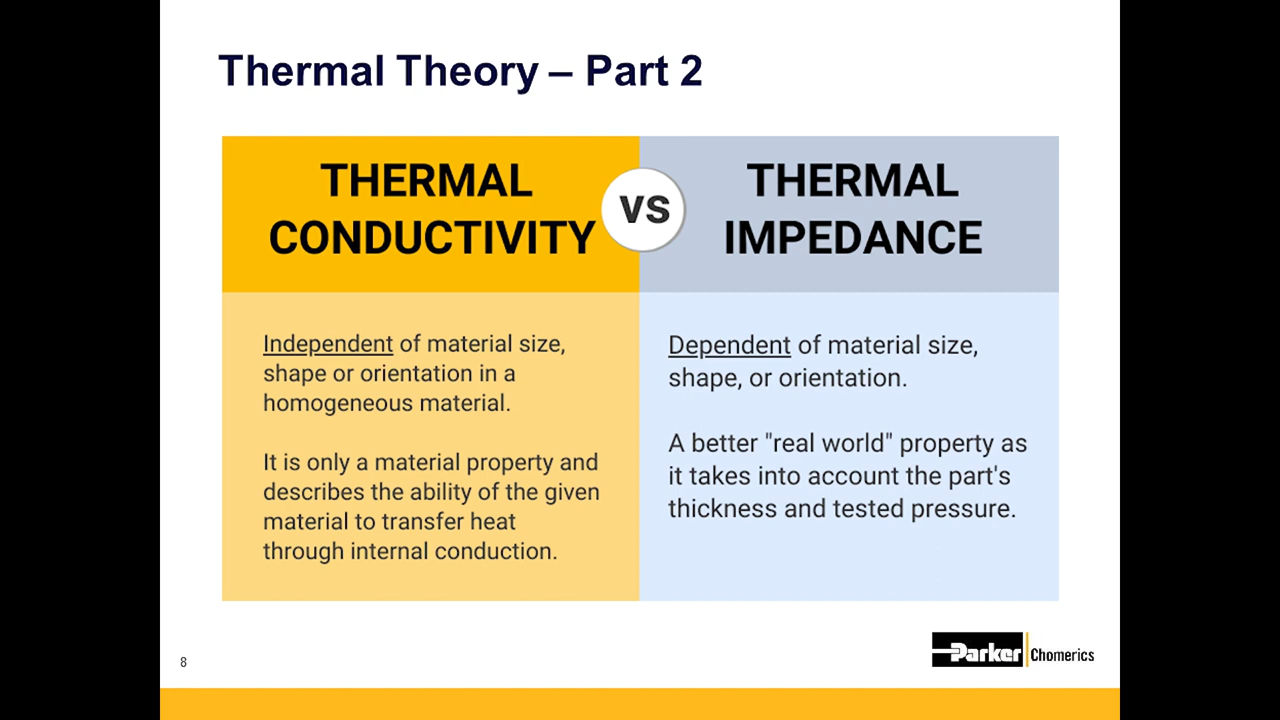 Thermal Theory – Part 2
THERMAL
CONDUCTIVITY
VS
THERMAL
IMPEDANCE
Independent of material size,
shape or orientation in a
homogeneous material.
It is only a material property and
describes the ability of the given
material to transfer heat
through internal conduction.
Dependent of material size,
shape, or orientation.
A better "real world" property as
it takes into account the part's
thickness and tested pressure.
8
Parker Chomerics